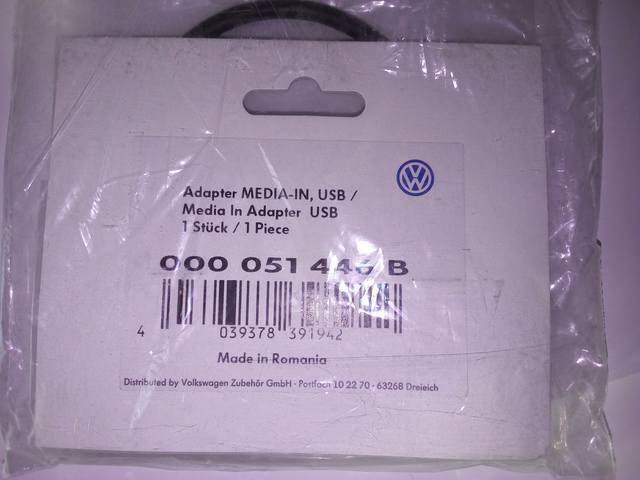 Adapter MEDIA-IN, USB /
Media In Adapter USB
1 Stück / 1 Piece
000 051 446 B
4 039378 391942
Made in Romania
Distributed by Volkswagen Zubehör GmbH · Postfach 10 22 70 · 63268 Dreieich